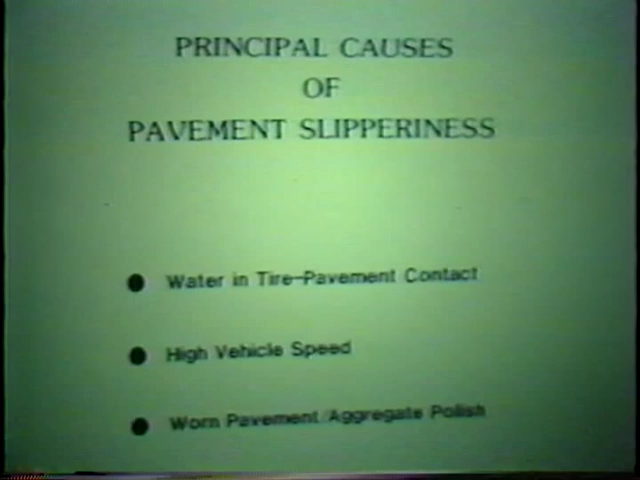 PRINCIPAL CAUSES
OF
PAVEMENT SLIPPERINESS
● Water in Tire-Pavement Contact
● High Vehicle Speed
● Worn Pavement/Aggregate Polish